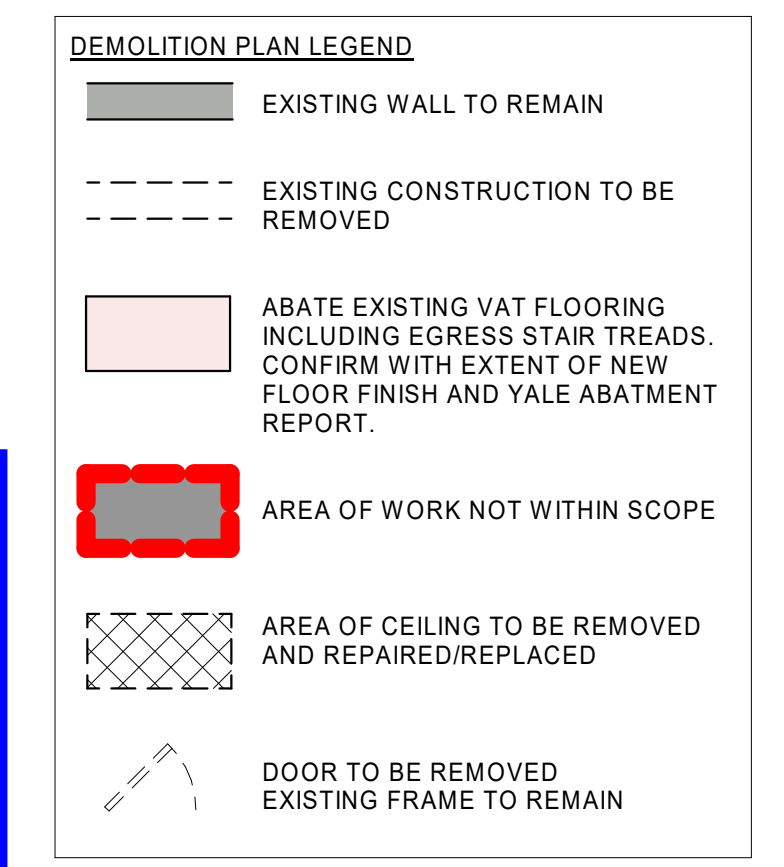 DEMOLITION PLAN LEGEND
EXISTING WALL TO REMAIN
EXISTING CONSTRUCTION TO BE
REMOVED
ABATE EXISTING VAT FLOORING
INCLUDING EGRESS STAIR TREADS.
CONFIRM WITH EXTENT OF NEW
FLOOR FINISH AND YALE ABATMENT
REPORT.
AREA OF WORK NOT WITHIN SCOPE
AREA OF CEILING TO BE REMOVED
AND REPAIRED/REPLACED
DOOR TO BE REMOVED
EXISTING FRAME TO REMAIN